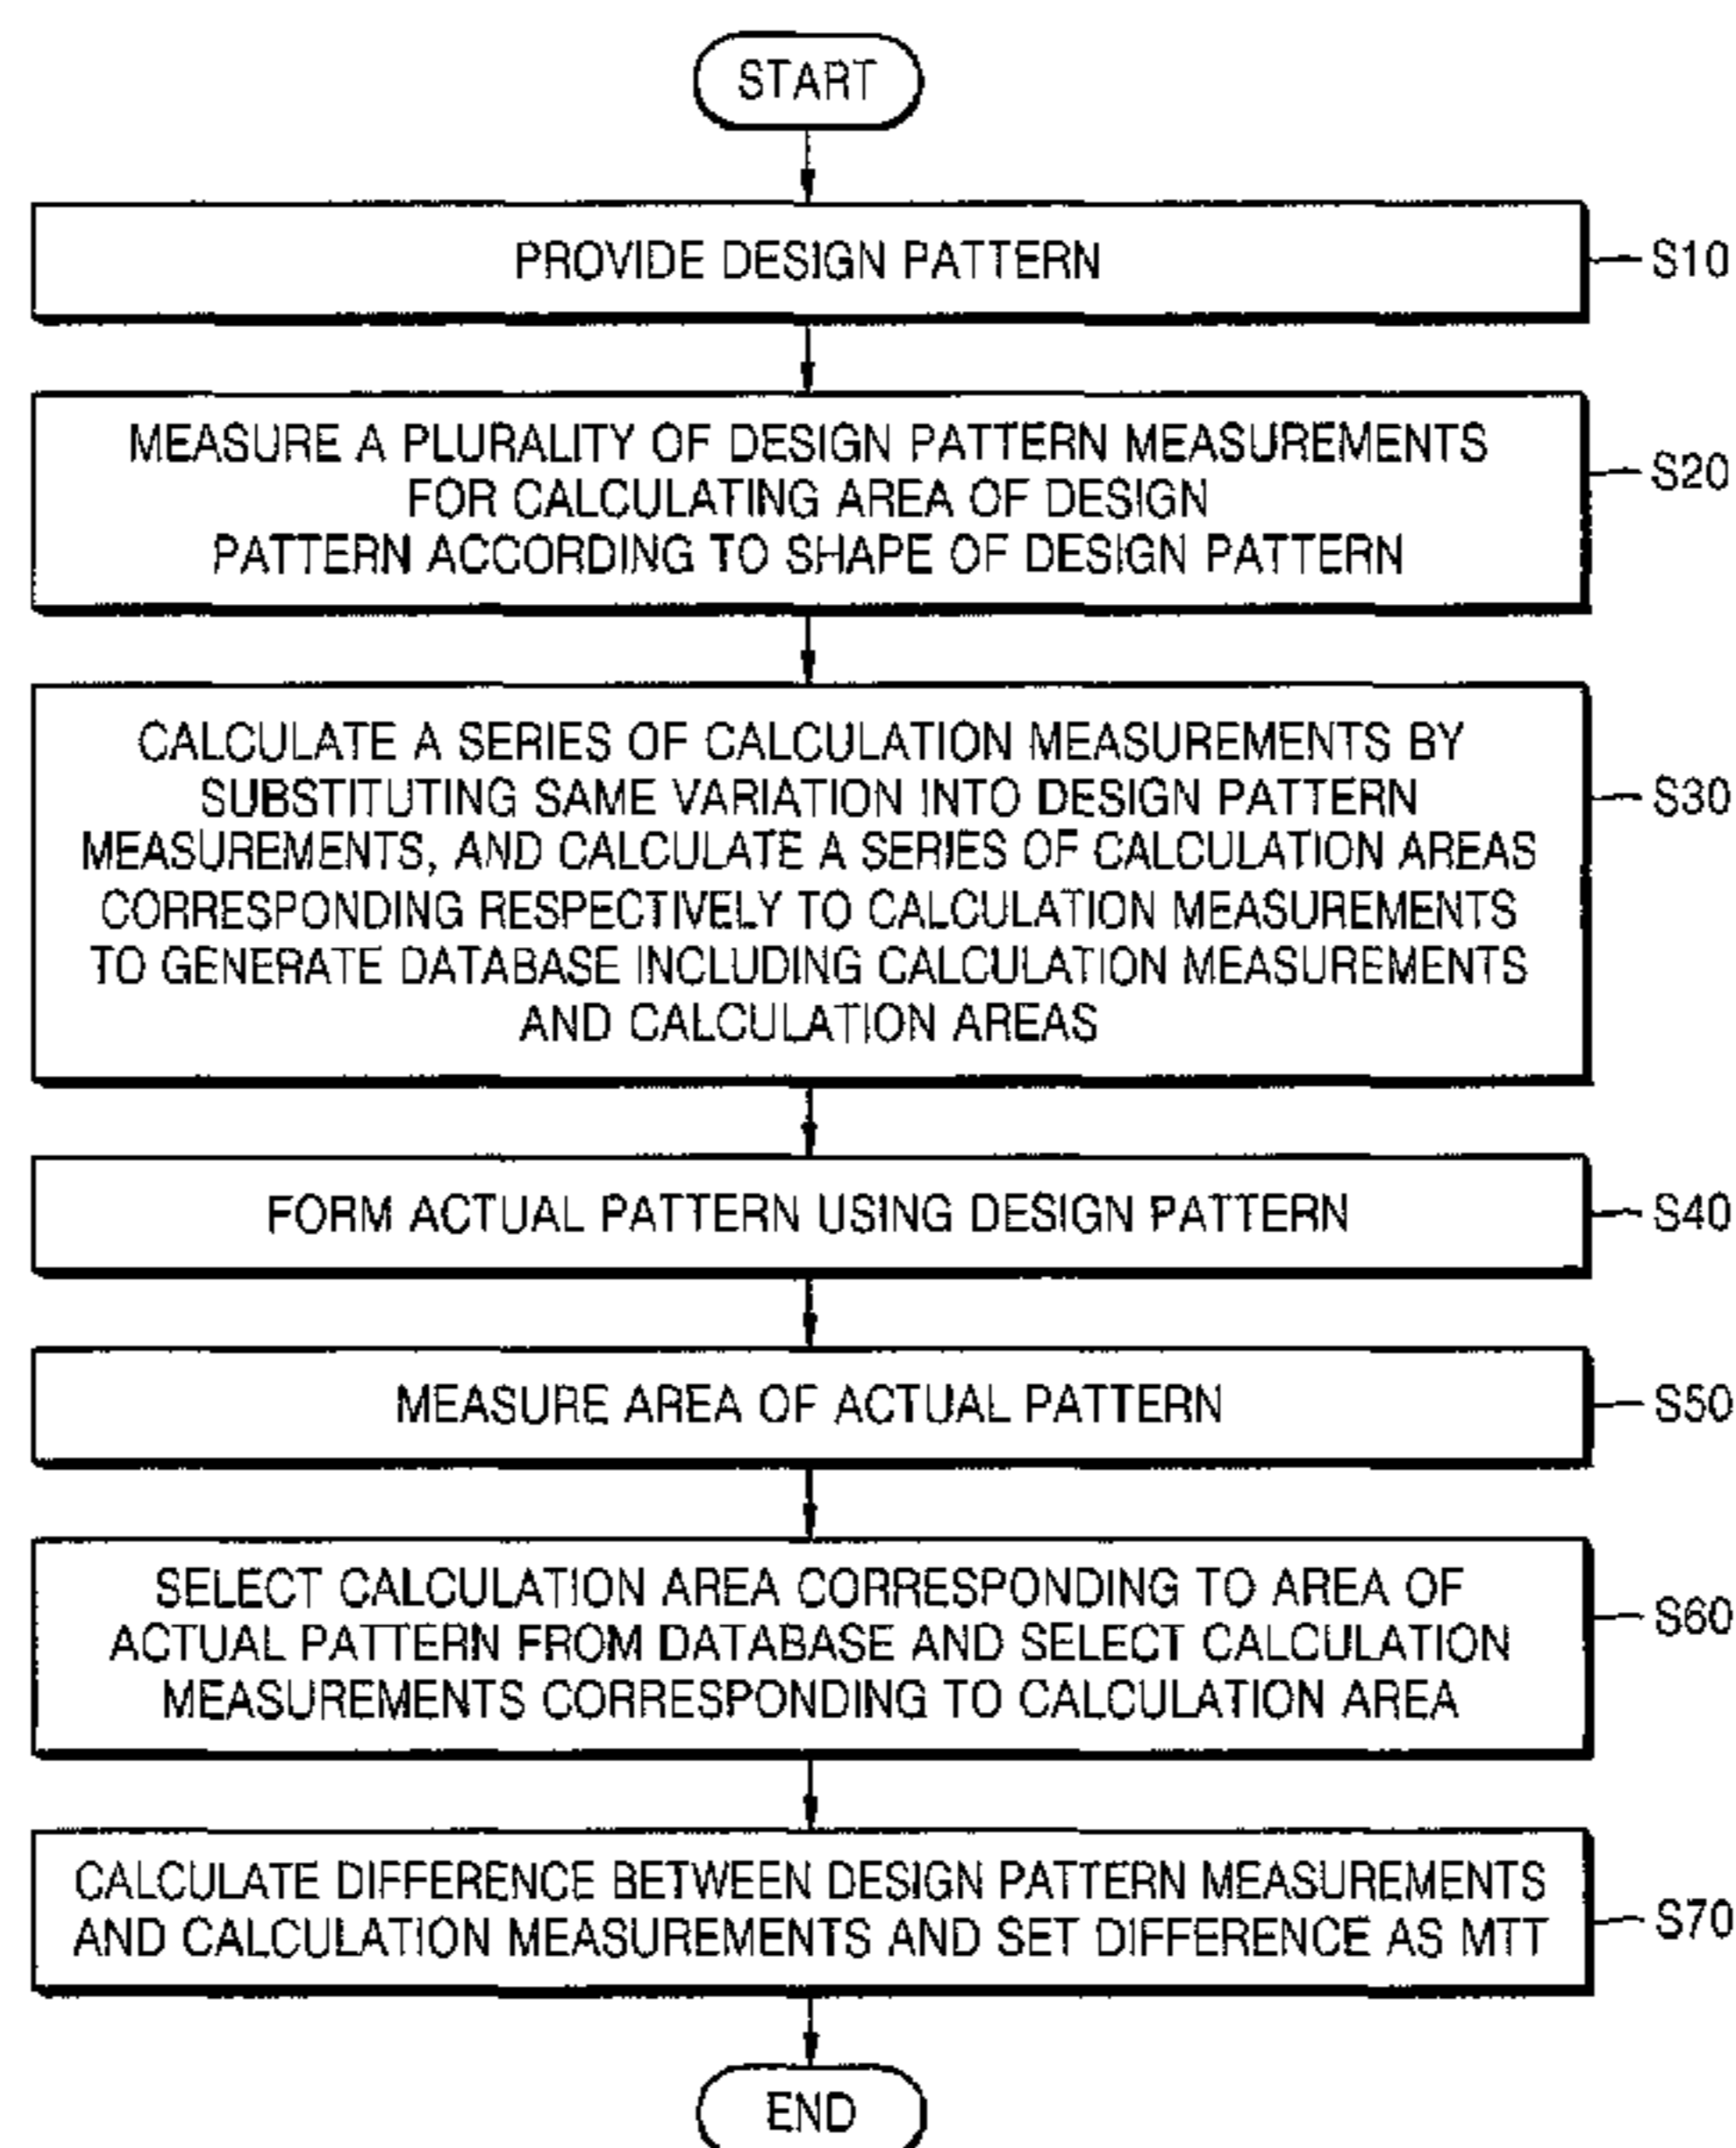 START
PROVIDE DESIGN PATTERN
S10
MEASURE A PLURALITY OF DESIGN PATTERN MEASUREMENTS
FOR CALCULATING AREA OF DESIGN
PATTERN ACCORDING TO SHAPE OF DESIGN PATTERN
S20
CALCULATE A SERIES OF CALCULATION MEASUREMENTS BY
SUBSTITUTING SAME VARIATION INTO DESIGN PATTERN
MEASUREMENTS, AND CALCULATE A SERIES OF CALCULATION AREAS
CORRESPONDING RESPECTIVELY TO CALCULATION MEASUREMENTS
TO GENERATE DATABASE INCLUDING CALCULATION MEASUREMENTS
AND CALCULATION AREAS
S30
FORM ACTUAL PATTERN USING DESIGN PATTERN
S40
MEASURE AREA OF ACTUAL PATTERN
S50
SELECT CALCULATION AREA CORRESPONDING TO AREA OF
ACTUAL PATTERN FROM DATABASE AND SELECT CALCULATION
MEASUREMENTS CORRESPONDING TO CALCULATION AREA
S60
CALCULATE DIFFERENCE BETWEEN DESIGN PATTERN MEASUREMENTS
AND CALCULATION MEASUREMENTS AND SET DIFFERENCE AS MTT
S70
END